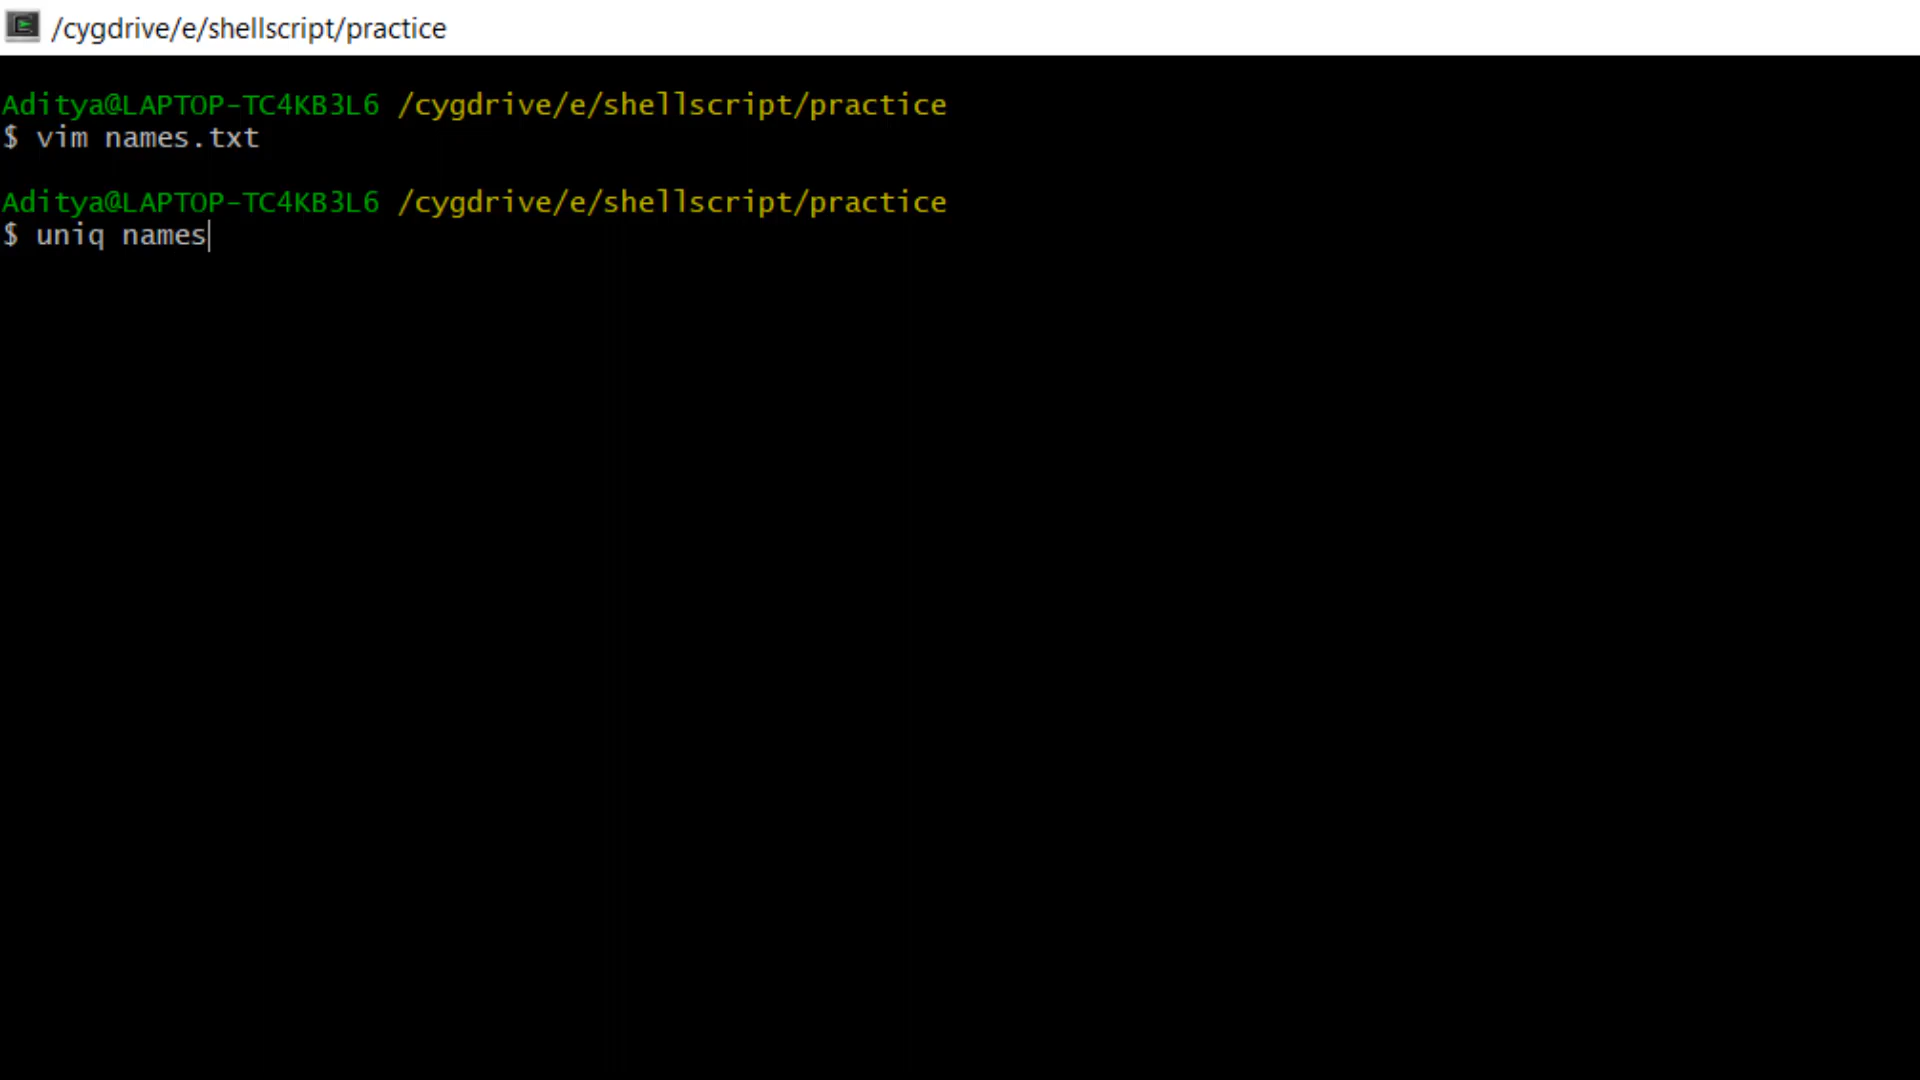 /cygdrive/e/shellscript/practice
Aditya@LAPTOP-TC4KB3L6 /cygdrive/e/shellscript/practice
$ vim names.txt
Aditya@LAPTOP-TC4KB3L6 /cygdrive/e/shellscript/practice
$ uniq names